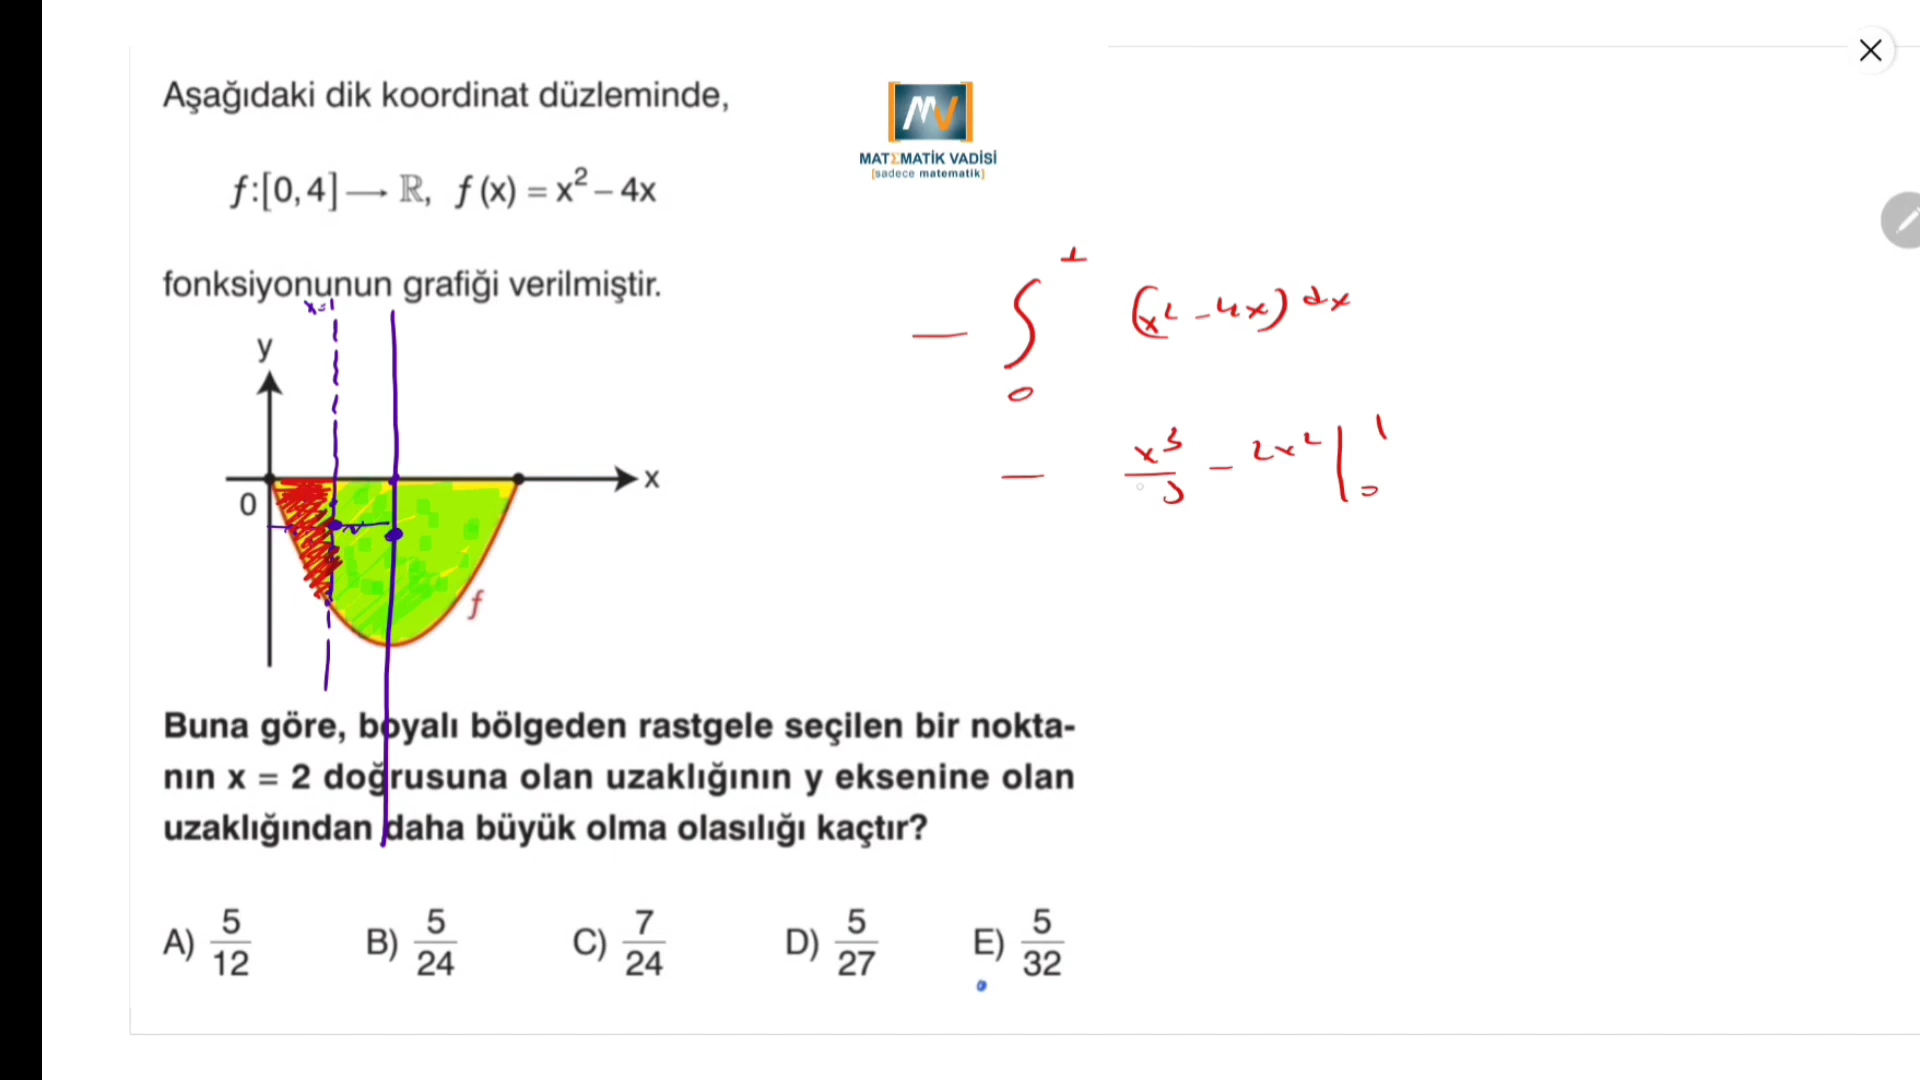 Aşağıdaki dik koordinat düzleminde,
MATΣMATİK VADİSİ
[sadece matematik]
f:[0,4] → ℝ, f(x) = x² – 4x
fonksiyonunun grafiği verilmiştir.
x=1
y
0
x
f
– ∫₀¹ (x² – 4x) dx
– x³/3 – 2x² |₀¹
Buna göre, boyalı bölgeden rastgele seçilen bir nokta-
nın x = 2 doğrusuna olan uzaklığının y eksenine olan
uzaklığından daha büyük olma olasılığı kaçtır?
A) 5/12 B) 5/24 C) 7/24 D) 5/27 E) 5/32